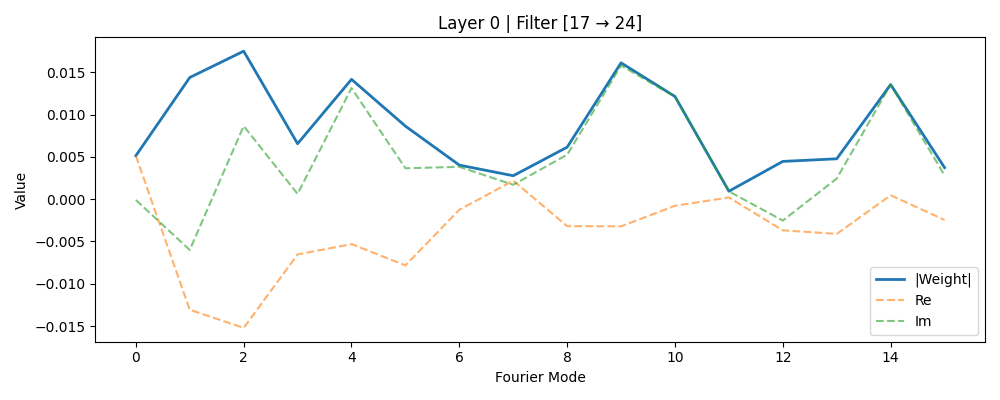 Layer 0 | Filter [17 → 24]
Value
0.015
0.010
0.005
0.000
−0.005
−0.010
−0.015
|Weight|
Re
Im
0 2 4 6 8 10 12 14
Fourier Mode